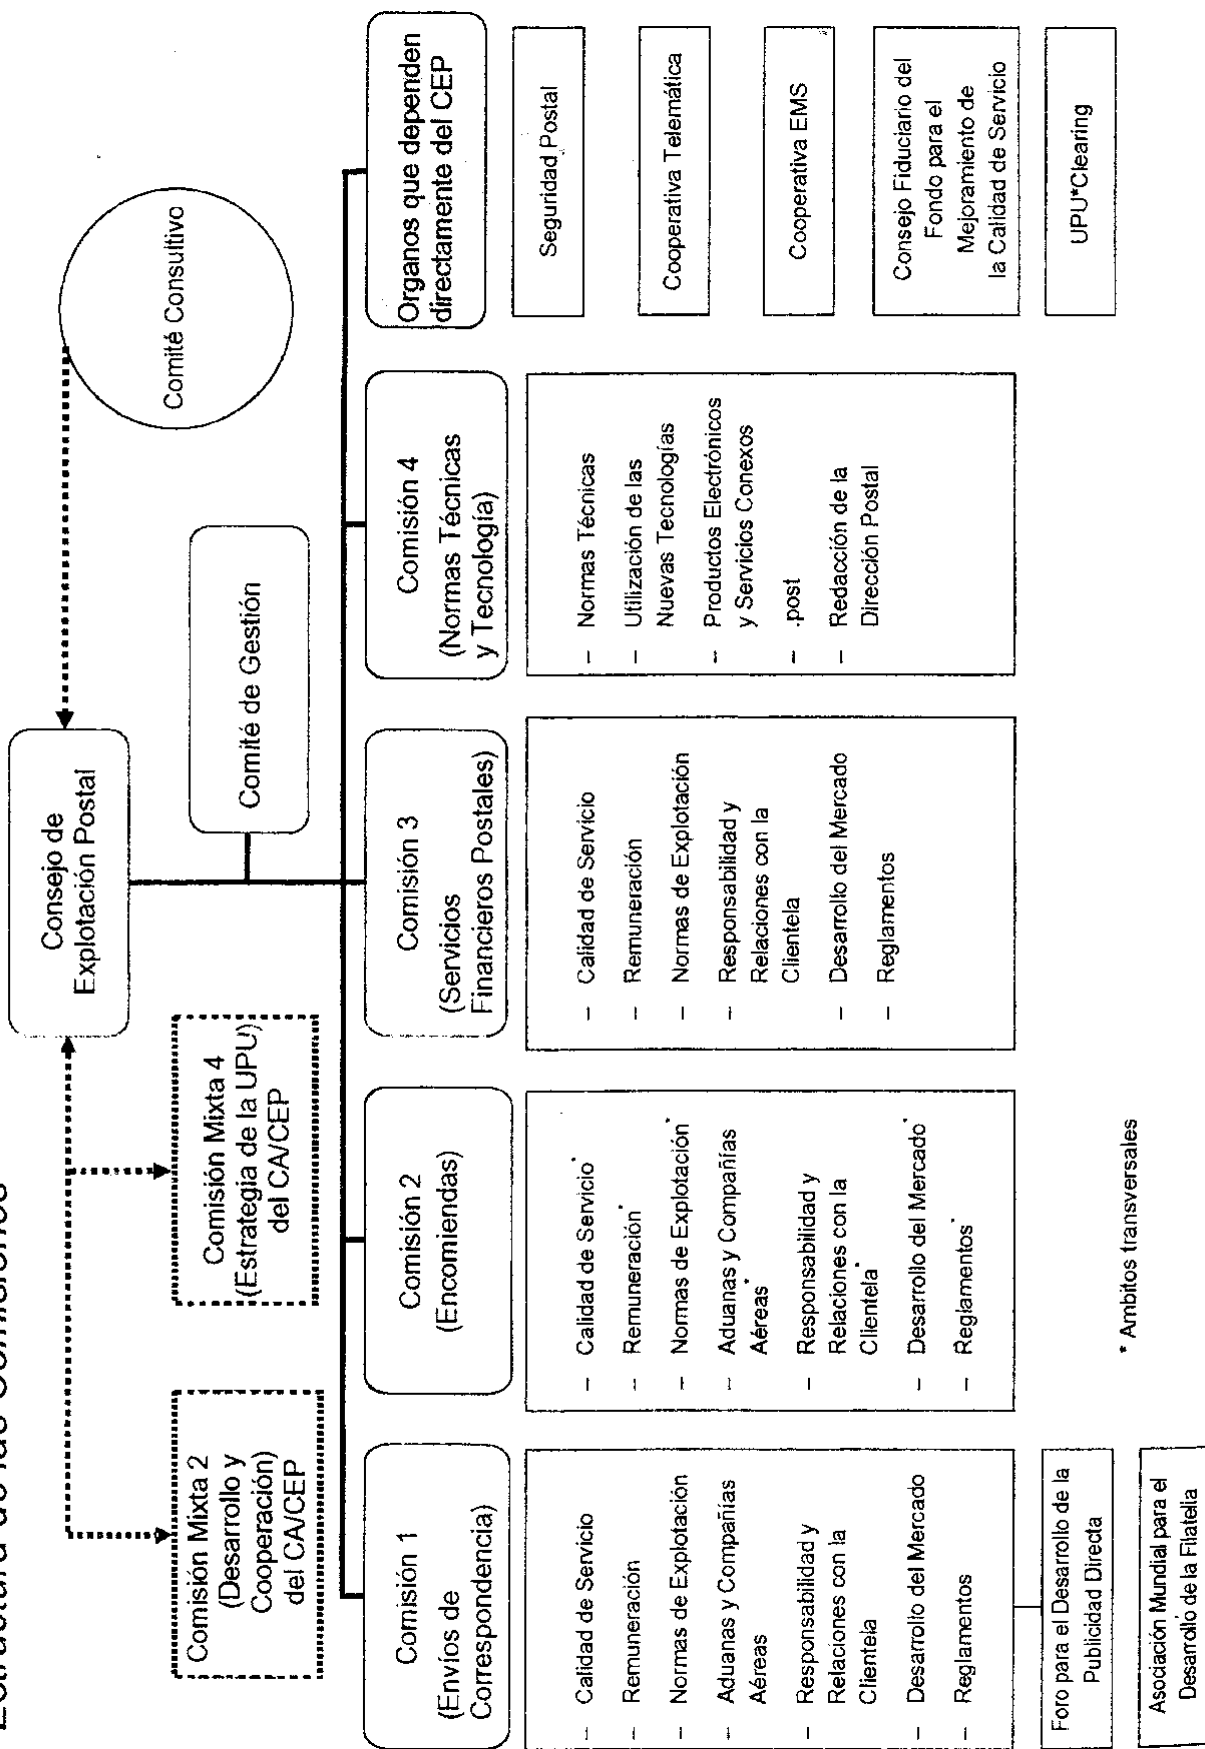 Estructura de las Comisiones
Consejo de
Explotación Postal
Comité Consultivo
Comité de Gestión
Comisión Mixta 2
(Desarrollo y
Cooperación)
del CA/CEP
Comisión Mixta 4
(Estrategia de la UPU)
del CA/CEP
Comisión 1
(Envíos de
Correspondencia)
– Calidad de Servicio
– Remuneración
– Normas de Explotación
– Aduanas y Compañías
Aéreas
– Responsabilidad y
Relaciones con la
Clientela
– Desarrollo del Mercado
– Reglamentos
Foro para el Desarrollo de la
Publicidad Directa
Asociación Mundial para el
Desarrollo de la Filatelia
Comisión 2
(Encomiendas)
– Calidad de Servicio*
– Remuneración*
– Normas de Explotación*
– Aduanas y Compañías
Aéreas*
– Responsabilidad y
Relaciones con la
Clientela*
– Desarrollo del Mercado*
– Reglamentos*
Comisión 3
(Servicios
Financieros Postales)
– Calidad de Servicio
– Remuneración
– Normas de Explotación
– Responsabilidad y
Relaciones con la
Clientela
– Desarrollo del Mercado
– Reglamentos
Comisión 4
(Normas Técnicas
y Tecnología)
– Normas Técnicas
– Utilización de las
Nuevas Tecnologías
– Productos Electrónicos
y Servicios Conexos
– .post
– Redacción de la
Dirección Postal
Organos que dependen
directamente del CEP
Seguridad Postal
Cooperativa Telemática
Cooperativa EMS
Consejo Fiduciario del
Fondo para el
Mejoramiento de
la Calidad de Servicio
UPU*Clearing
* Ambitos transversales